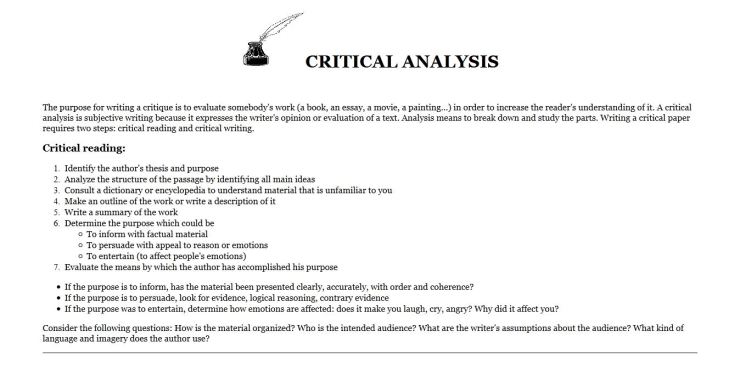 CRITICAL ANALYSIS
The purpose for writing a critique is to evaluate somebody's work (a book, an essay, a movie, a painting...) in order to increase the reader's understanding of it. A critical
analysis is subjective writing because it expresses the writer's opinion or evaluation of a text. Analysis means to break down and study the parts. Writing a critical paper
requires two steps: critical reading and critical writing.
Critical reading:
1. Identify the author's thesis and purpose
2. Analyze the structure of the passage by identifying all main ideas
3. Consult a dictionary or encyclopedia to understand material that is unfamiliar to you
4. Make an outline of the work or write a description of it
5. Write a summary of the work
6. Determine the purpose which could be
To inform with factual material
To persuade with appeal to reason or emotions
To entertain (to affect people's emotions)
7. Evaluate the means by which the author has accomplished his purpose
If the purpose is to inform, has the material been presented clearly, accurately, with order and coherence?
If the purpose is to persuade, look for evidence, logical reasoning, contrary evidence
If the purpose was to entertain, determine how emotions are affected: does it make you laugh, cry, angry? Why did it affect you?
Consider the following questions: How is the material organized? Who is the intended audience? What are the writer's assumptions about the audience? What kind of
language and imagery does the author use?